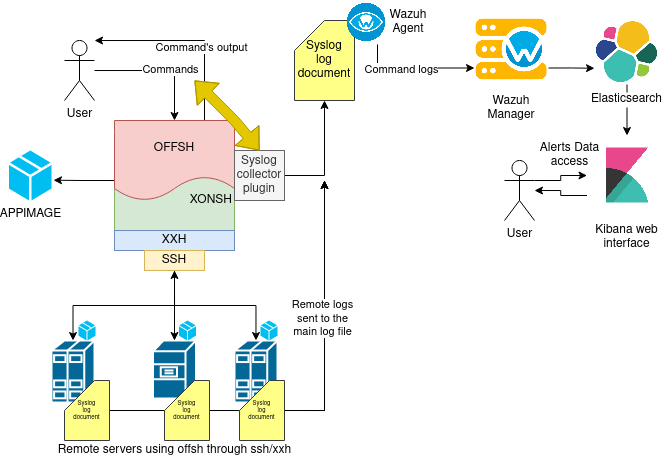 Command's output
Commands
User
Syslog
log
document
Wazuh
Agent
Command logs
W
Wazuh
Manager
Elasticsearch
OFFSH
XONSH
Syslog
collector
plugin
XXH
SSH
APPIMAGE
Alerts Data
access
User
Kibana web
interface
Remote logs
sent to the
main log file
Syslog
log
document
Syslog
log
document
Syslog
log
document
Remote servers using offsh through ssh/xxh